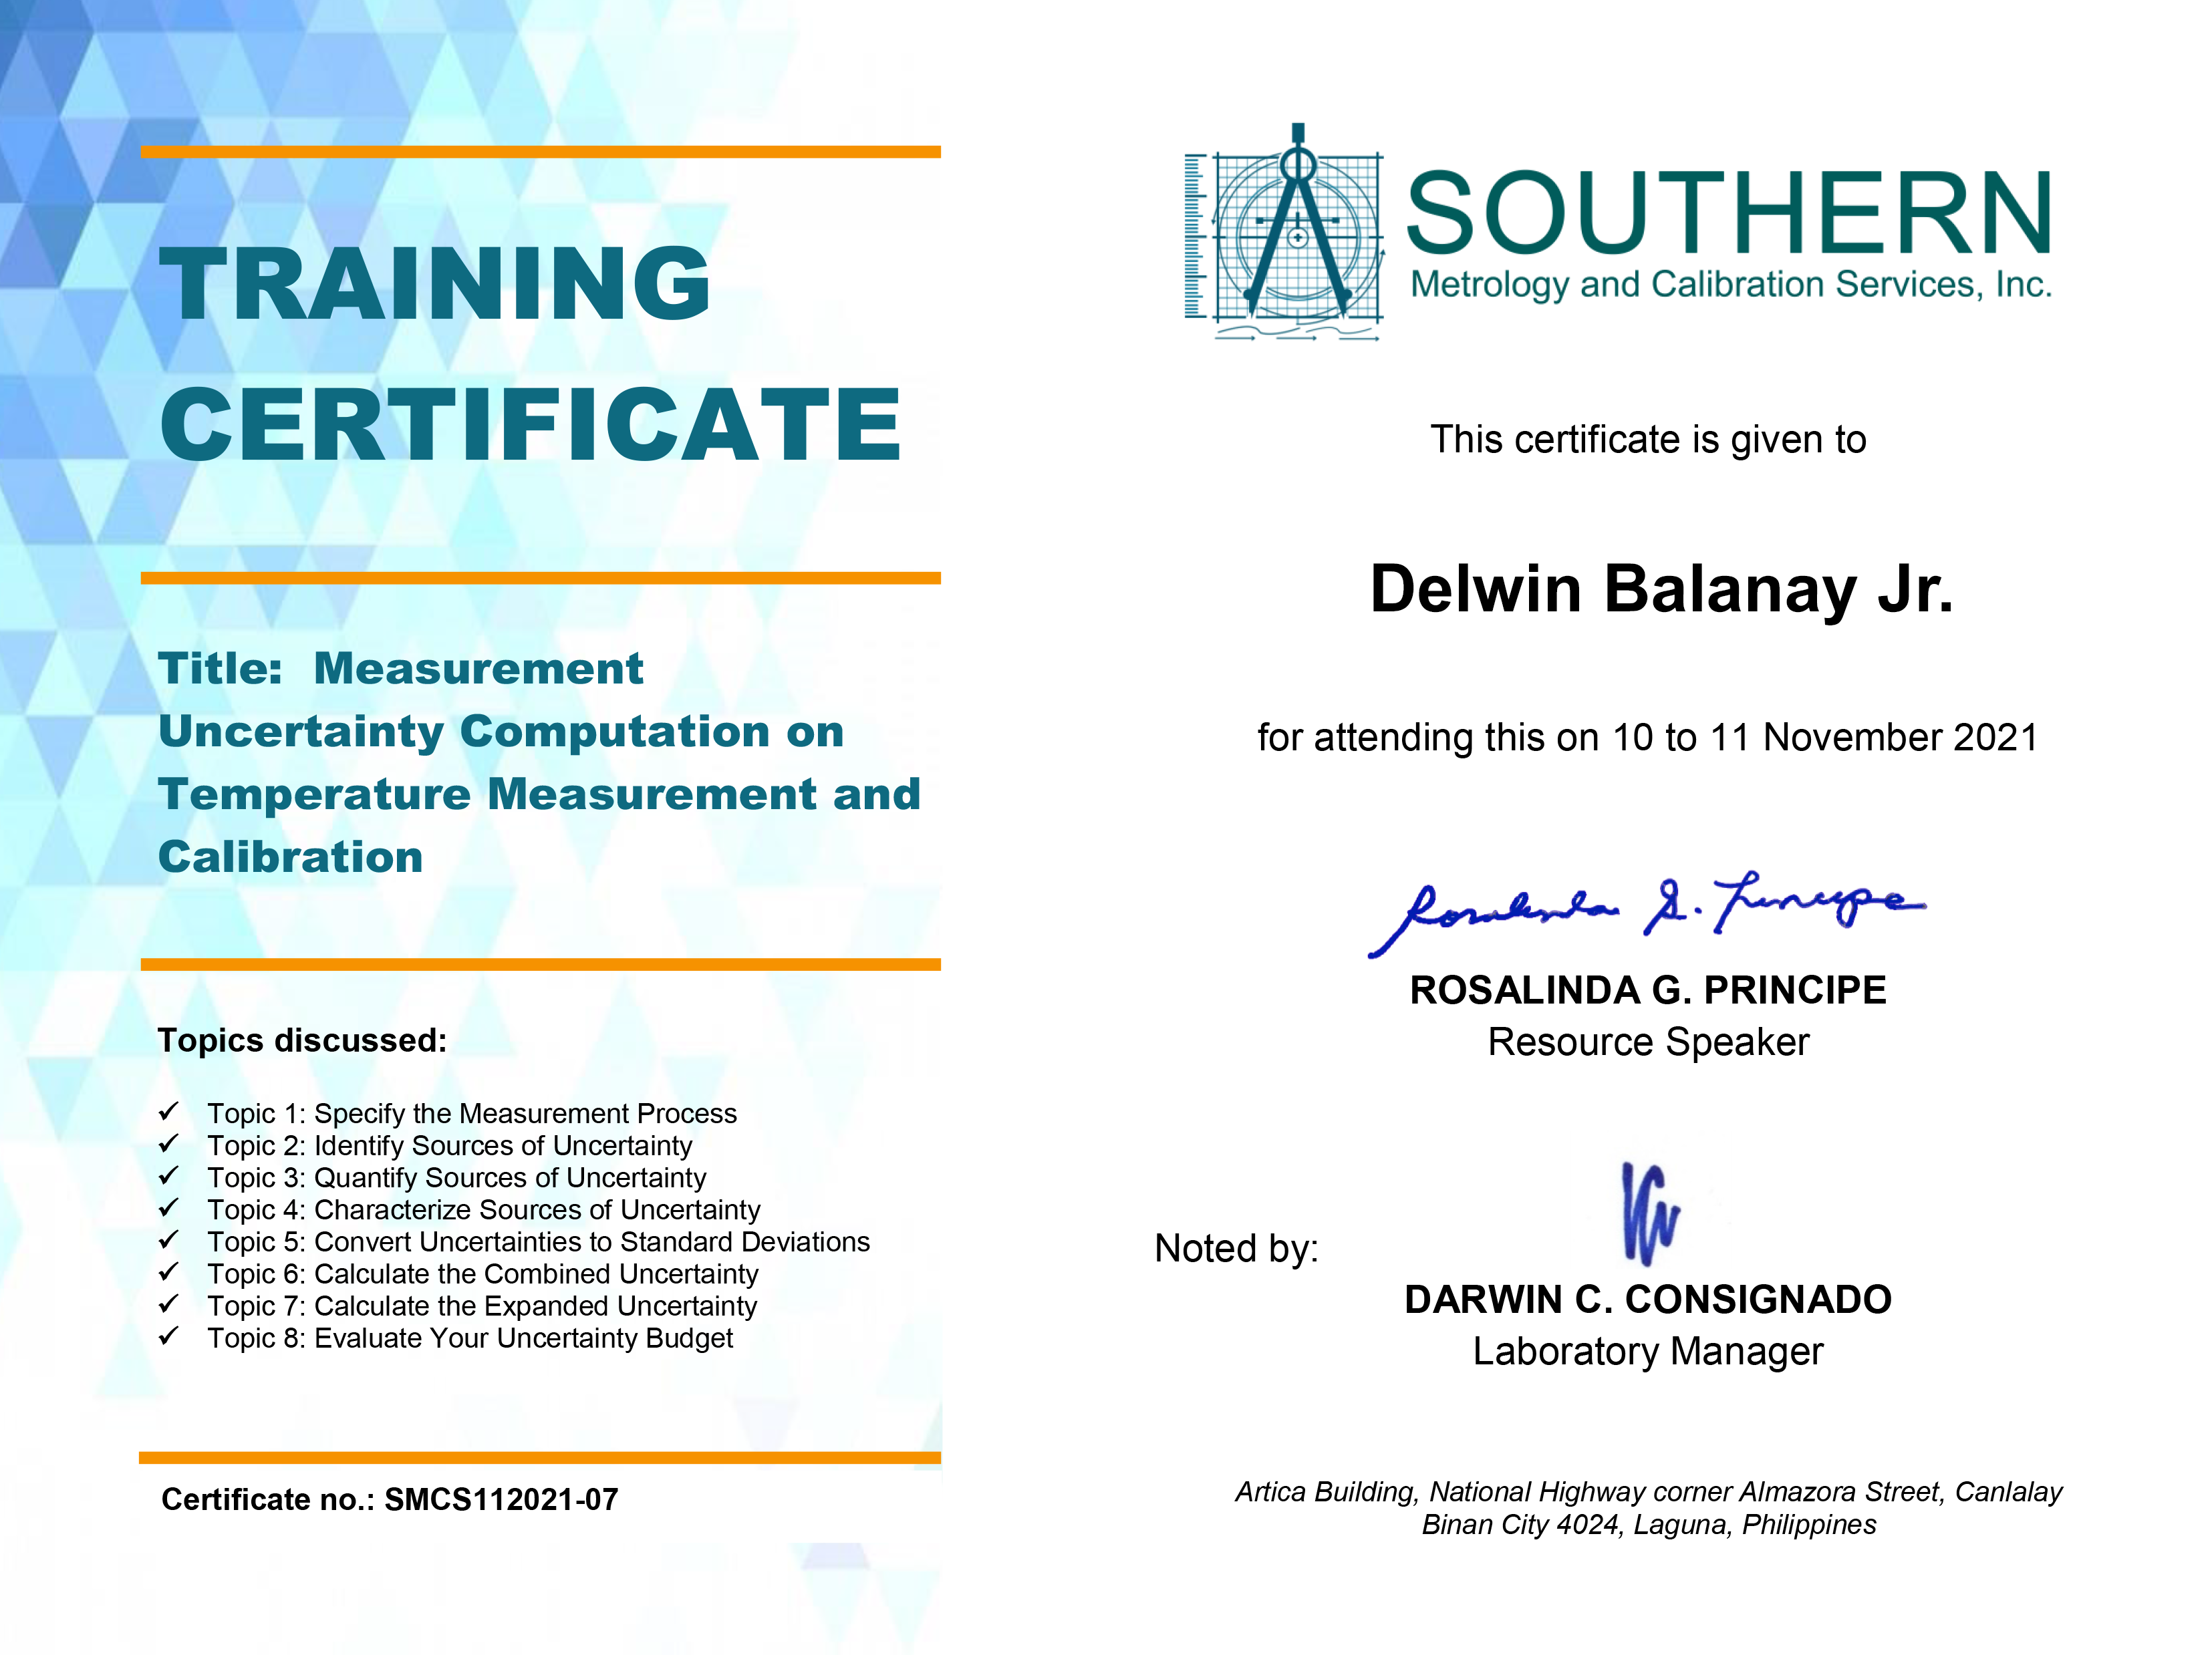 TRAINING
CERTIFICATE
Title:  Measurement
Uncertainty Computation on
Temperature Measurement and
Calibration
Topics discussed:
✓ Topic 1: Specify the Measurement Process
✓ Topic 2: Identify Sources of Uncertainty
✓ Topic 3: Quantify Sources of Uncertainty
✓ Topic 4: Characterize Sources of Uncertainty
✓ Topic 5: Convert Uncertainties to Standard Deviations
✓ Topic 6: Calculate the Combined Uncertainty
✓ Topic 7: Calculate the Expanded Uncertainty
✓ Topic 8: Evaluate Your Uncertainty Budget
Certificate no.: SMCS112021-07
SOUTHERN
Metrology and Calibration Services, Inc.
This certificate is given to
Delwin Balanay Jr.
for attending this on 10 to 11 November 2021
Rosalinda G. Principe
ROSALINDA G. PRINCIPE
Resource Speaker
Noted by:
DARWIN C. CONSIGNADO
Laboratory Manager
Artica Building, National Highway corner Almazora Street, Canlalay
Binan City 4024, Laguna, Philippines